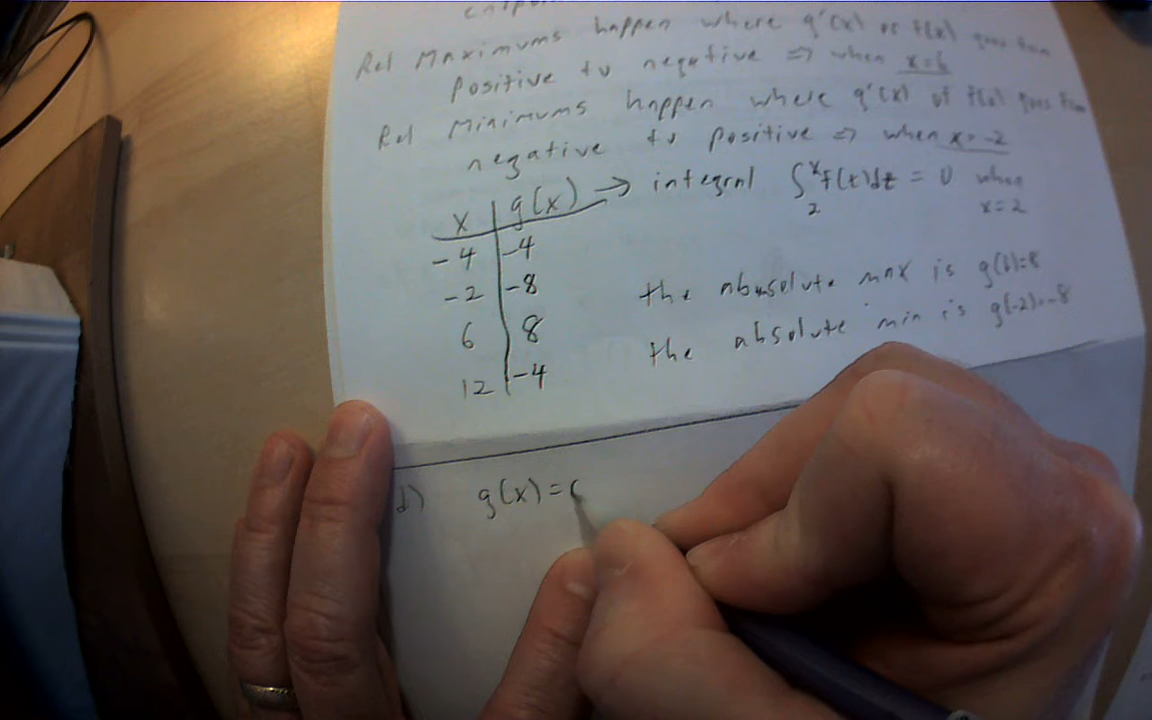 Rel Maximums happen where g'(x) or f(x) goes from
positive to negative => when x=6
Rel Minimums happen where g'(x) of f(x) goes from
negative to positive => when x=-2
x | g(x) → integral ∫₂ˣ f(t)dt = 0 when
x=2
-4 | -4
-2 | -8 the abusolute max is g(6)=8
6 | 8 the absolute min is g(-2)=-8
12 | -4
d) g(x)=